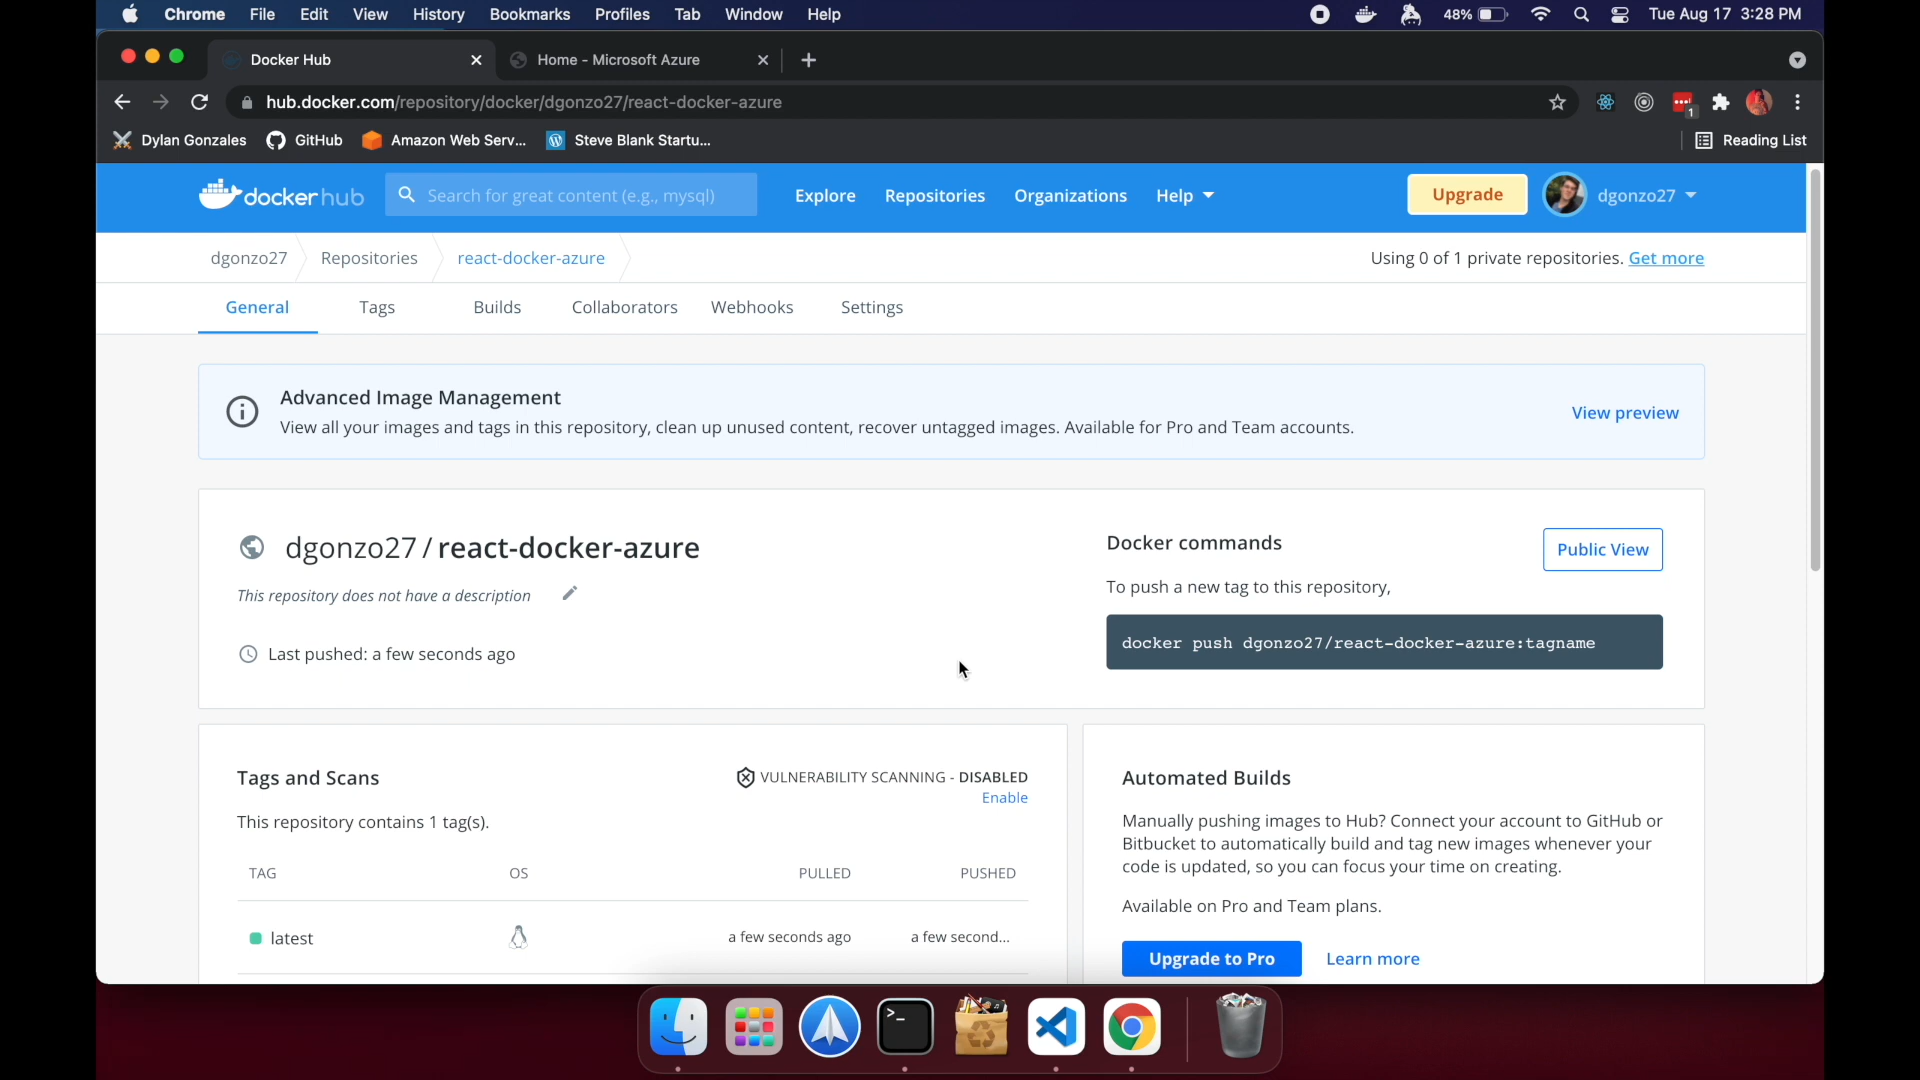 Chrome File Edit View History Bookmarks Profiles Tab Window Help 48% Tue Aug 17 3:28 PM
Docker Hub Home - Microsoft Azure
hub.docker.com/repository/docker/dgonzo27/react-docker-azure 1
Dylan Gonzales GitHub Amazon Web Serv... Steve Blank Startu... Reading List
dockerhub Search for great content (e.g., mysql) Explore Repositories Organizations Help Upgrade dgonzo27
dgonzo27 Repositories react-docker-azure Using 0 of 1 private repositories. Get more
General Tags Builds Collaborators Webhooks Settings
Advanced Image Management
View all your images and tags in this repository, clean up unused content, recover untagged images. Available for Pro and Team accounts.
View preview
dgonzo27 / react-docker-azure
This repository does not have a description
Last pushed: a few seconds ago
Docker commands
Public View
To push a new tag to this repository,
docker push dgonzo27/react-docker-azure:tagname
Tags and Scans
VULNERABILITY SCANNING - DISABLED
Enable
This repository contains 1 tag(s).
TAG OS PULLED PUSHED
latest a few seconds ago a few second...
Automated Builds
Manually pushing images to Hub? Connect your account to GitHub or
Bitbucket to automatically build and tag new images whenever your
code is updated, so you can focus your time on creating.
Available on Pro and Team plans.
Upgrade to Pro Learn more